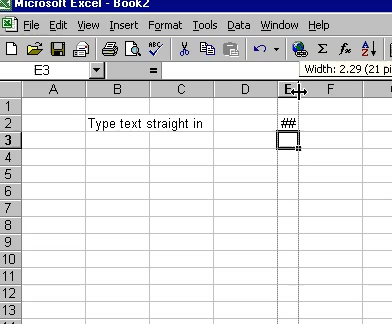 Microsoft Excel - Book2
File Edit View Insert Format Tools Data Window
E3 =
Width: 2.29 (21 pi
A B C D E F
1
2 Type text straight in ##
3
4
5
6
7
8
9
10
11
12
13